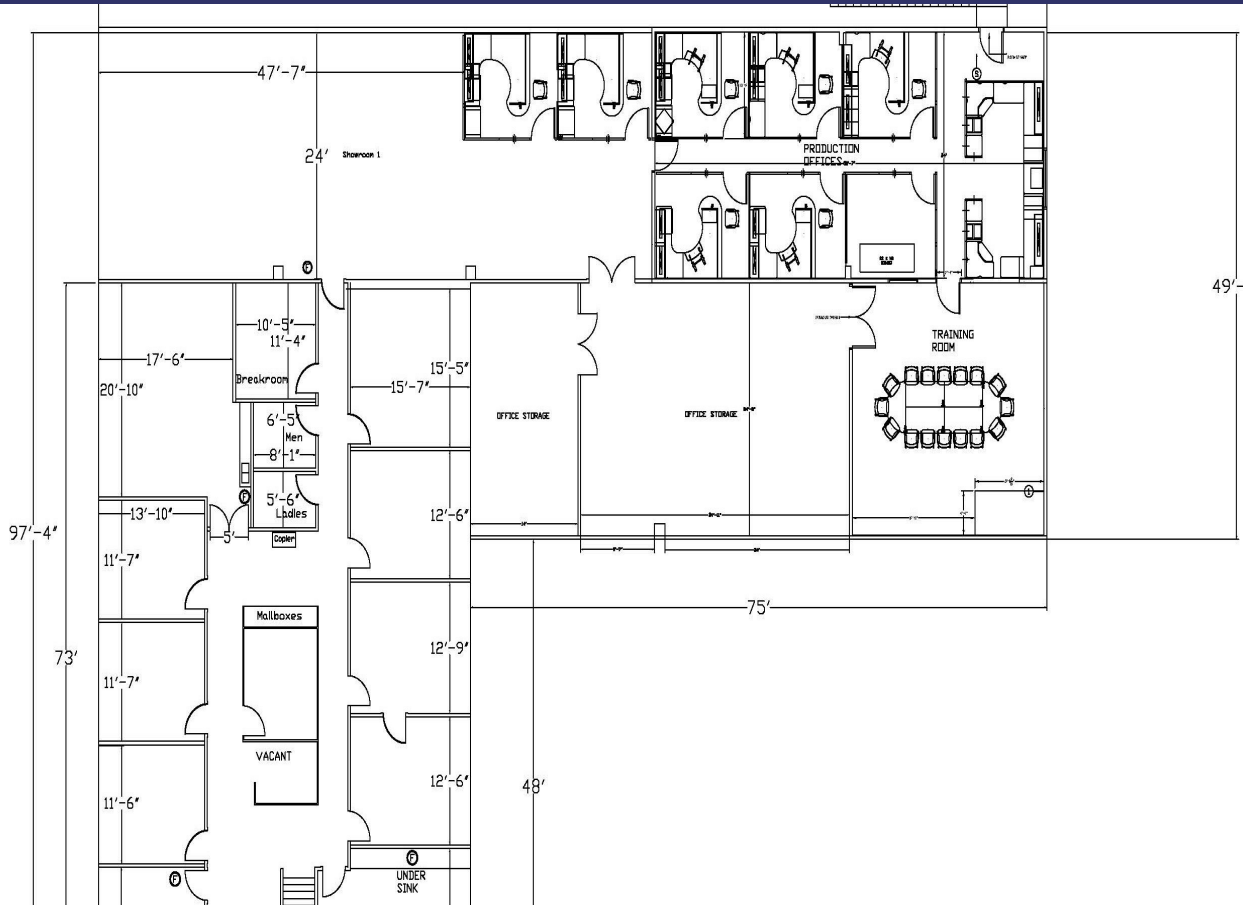 47'-7"
24'
Showroom 1
PRODUCTION
OFFICES
S
F
49'-
10'-5"
11'-4"
17'-6"
Breakroom
20'-10"
15'-5"
15'-7"
OFFICE STORAGE
OFFICE STORAGE
TRAINING
ROOM
6'-5"
Men
8'-1"
5'-6"
Ladies
F
13'-10"
5'
Copier
12'-6"
97'-4"
11'-7"
75'
Mailboxes
12'-9"
73'
11'-7"
VACANT
12'-6"
48'
11'-6"
F
UNDER
SINK
F